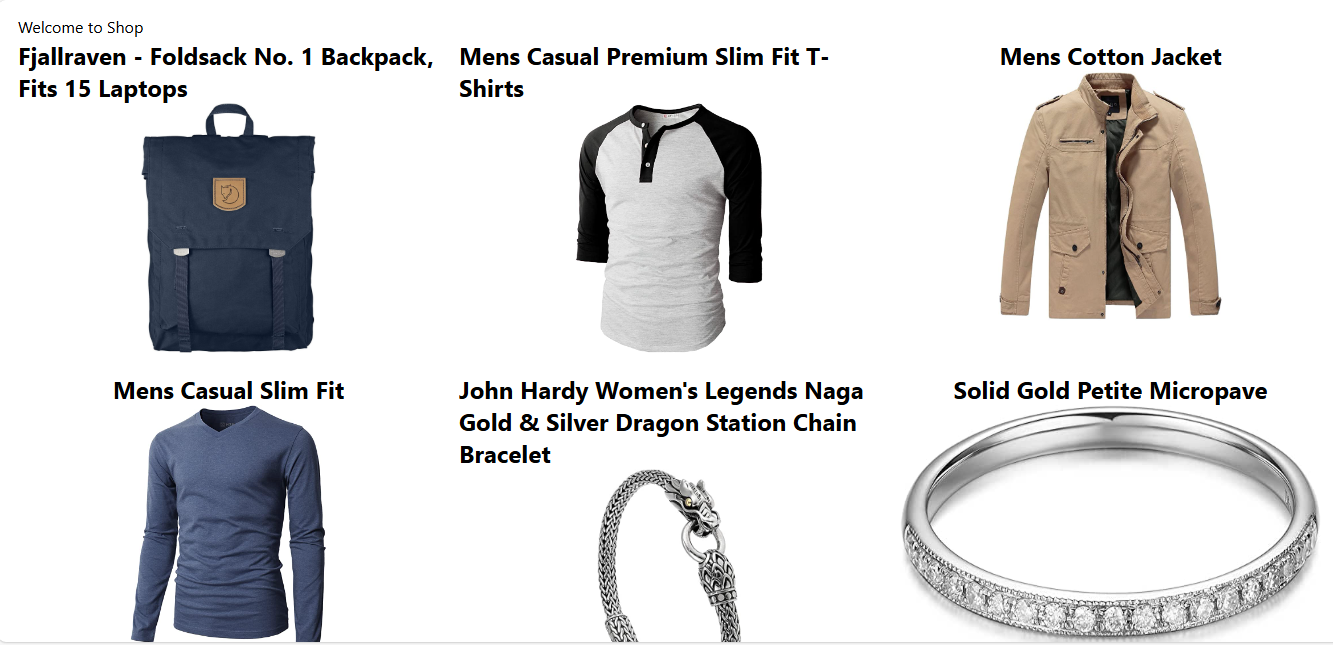 Welcome to Shop
Fjallraven - Foldsack No. 1 Backpack,
Fits 15 Laptops
Mens Casual Premium Slim Fit T-
Shirts
Mens Cotton Jacket
Mens Casual Slim Fit
John Hardy Women's Legends Naga
Gold & Silver Dragon Station Chain
Bracelet
Solid Gold Petite Micropave